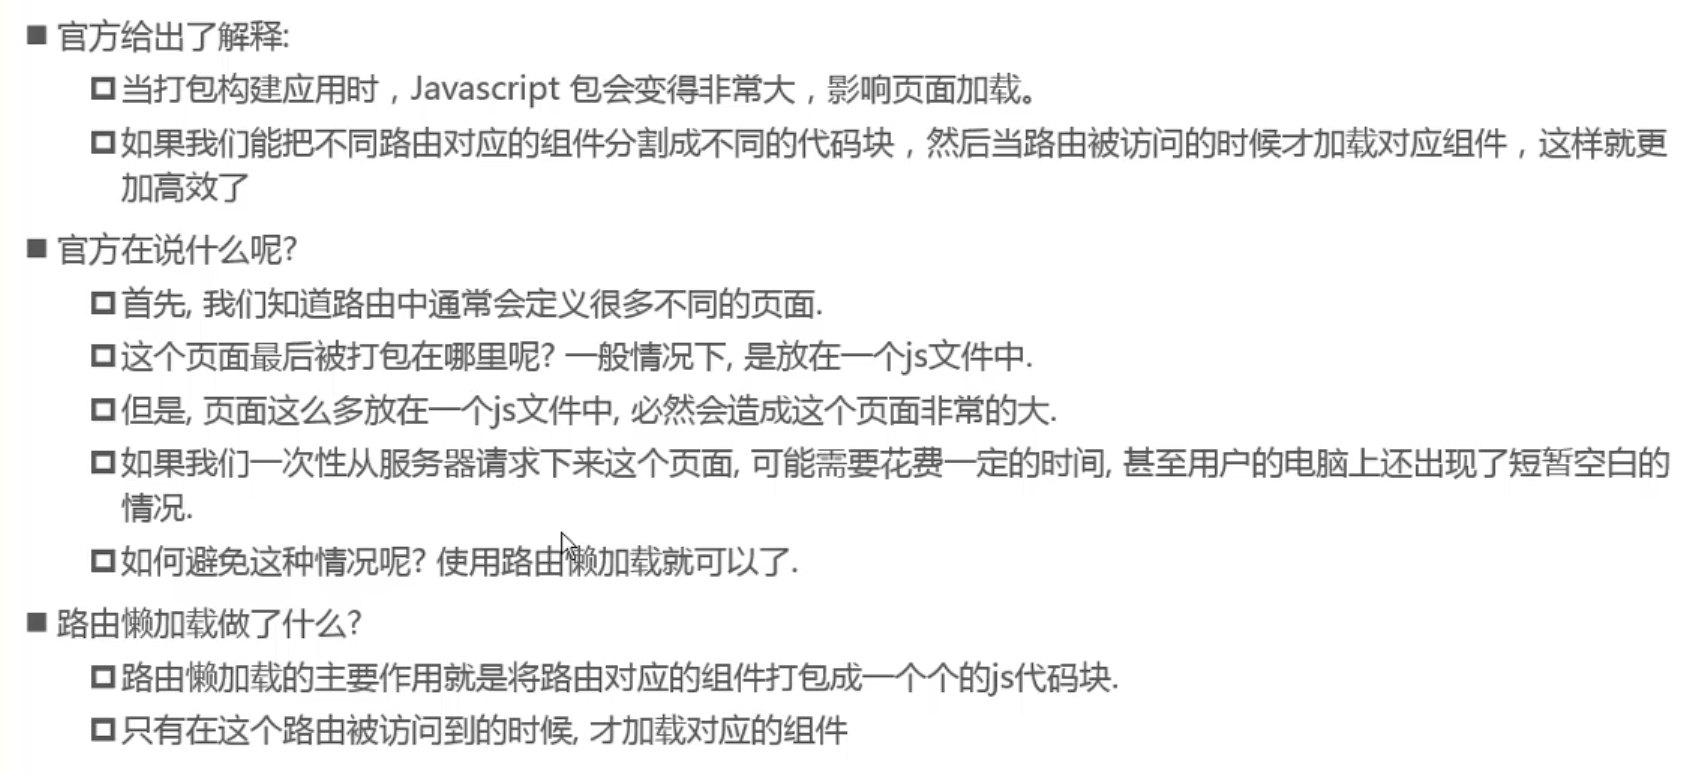 官方给出了解释:
当打包构建应用时，Javascript 包会变得非常大，影响页面加载。
如果我们能把不同路由对应的组件分割成不同的代码块，然后当路由被访问的时候才加载对应组件，这样就更
加高效了
官方在说什么呢?
首先, 我们知道路由中通常会定义很多不同的页面.
这个页面最后被打包在哪里呢? 一般情况下, 是放在一个js文件中.
但是, 页面这么多放在一个js文件中, 必然会造成这个页面非常的大.
如果我们一次性从服务器请求下来这个页面, 可能需要花费一定的时间, 甚至用户的电脑上还出现了短暂空白的
情况.
如何避免这种情况呢? 使用路由懒加载就可以了.
路由懒加载做了什么?
路由懒加载的主要作用就是将路由对应的组件打包成一个个的js代码块.
只有在这个路由被访问到的时候, 才加载对应的组件